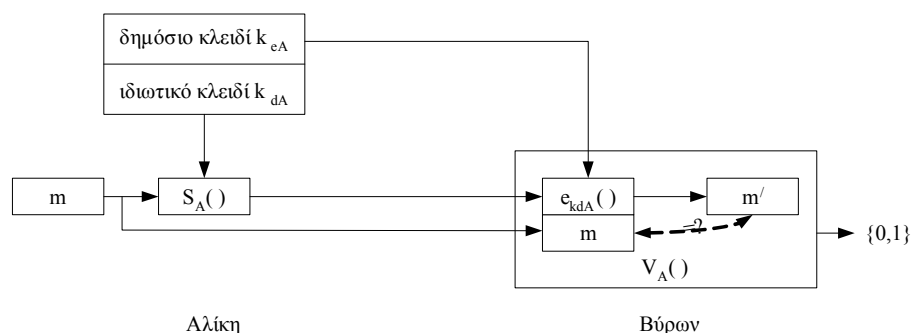 δημόσιο κλειδί k eA
ιδιωτικό κλειδί k dA
m S A ( ) e kdA ( ) m /
m =?
{0,1}
V A ( )
Αλίκη Βύρων